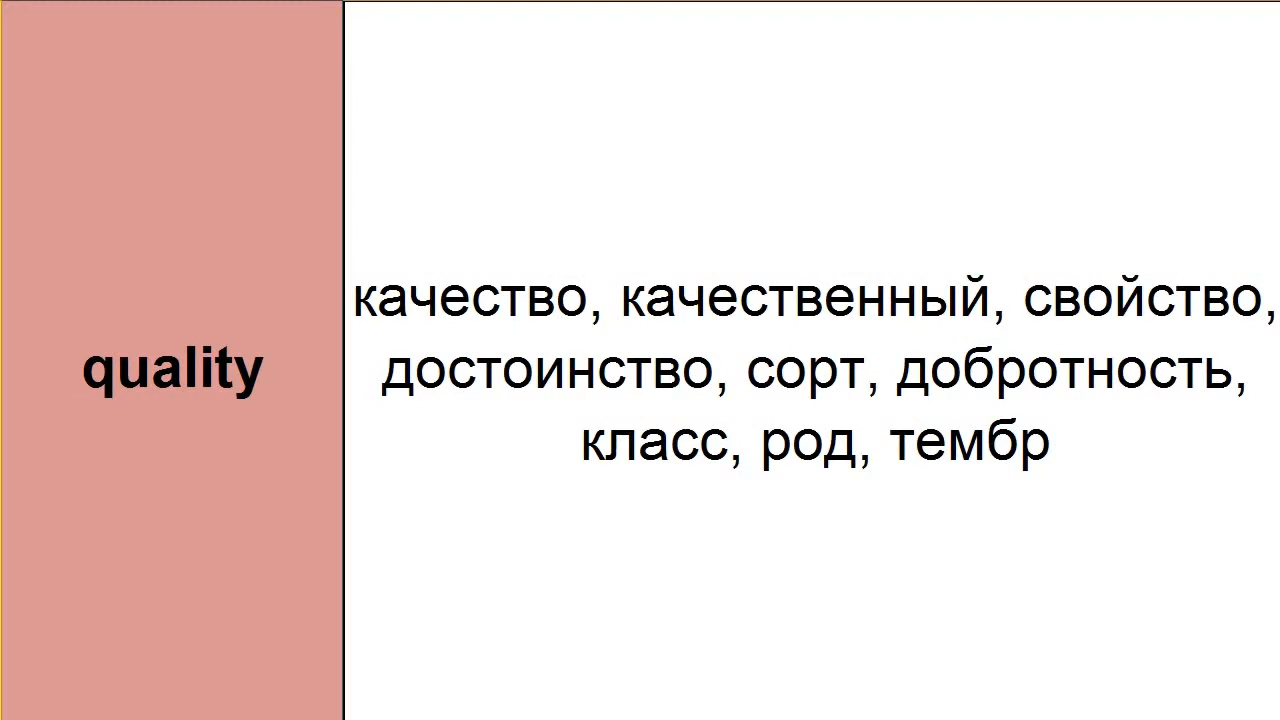 quality
качество, качественный, свойство,
достоинство, сорт, добротность,
класс, род, тембр